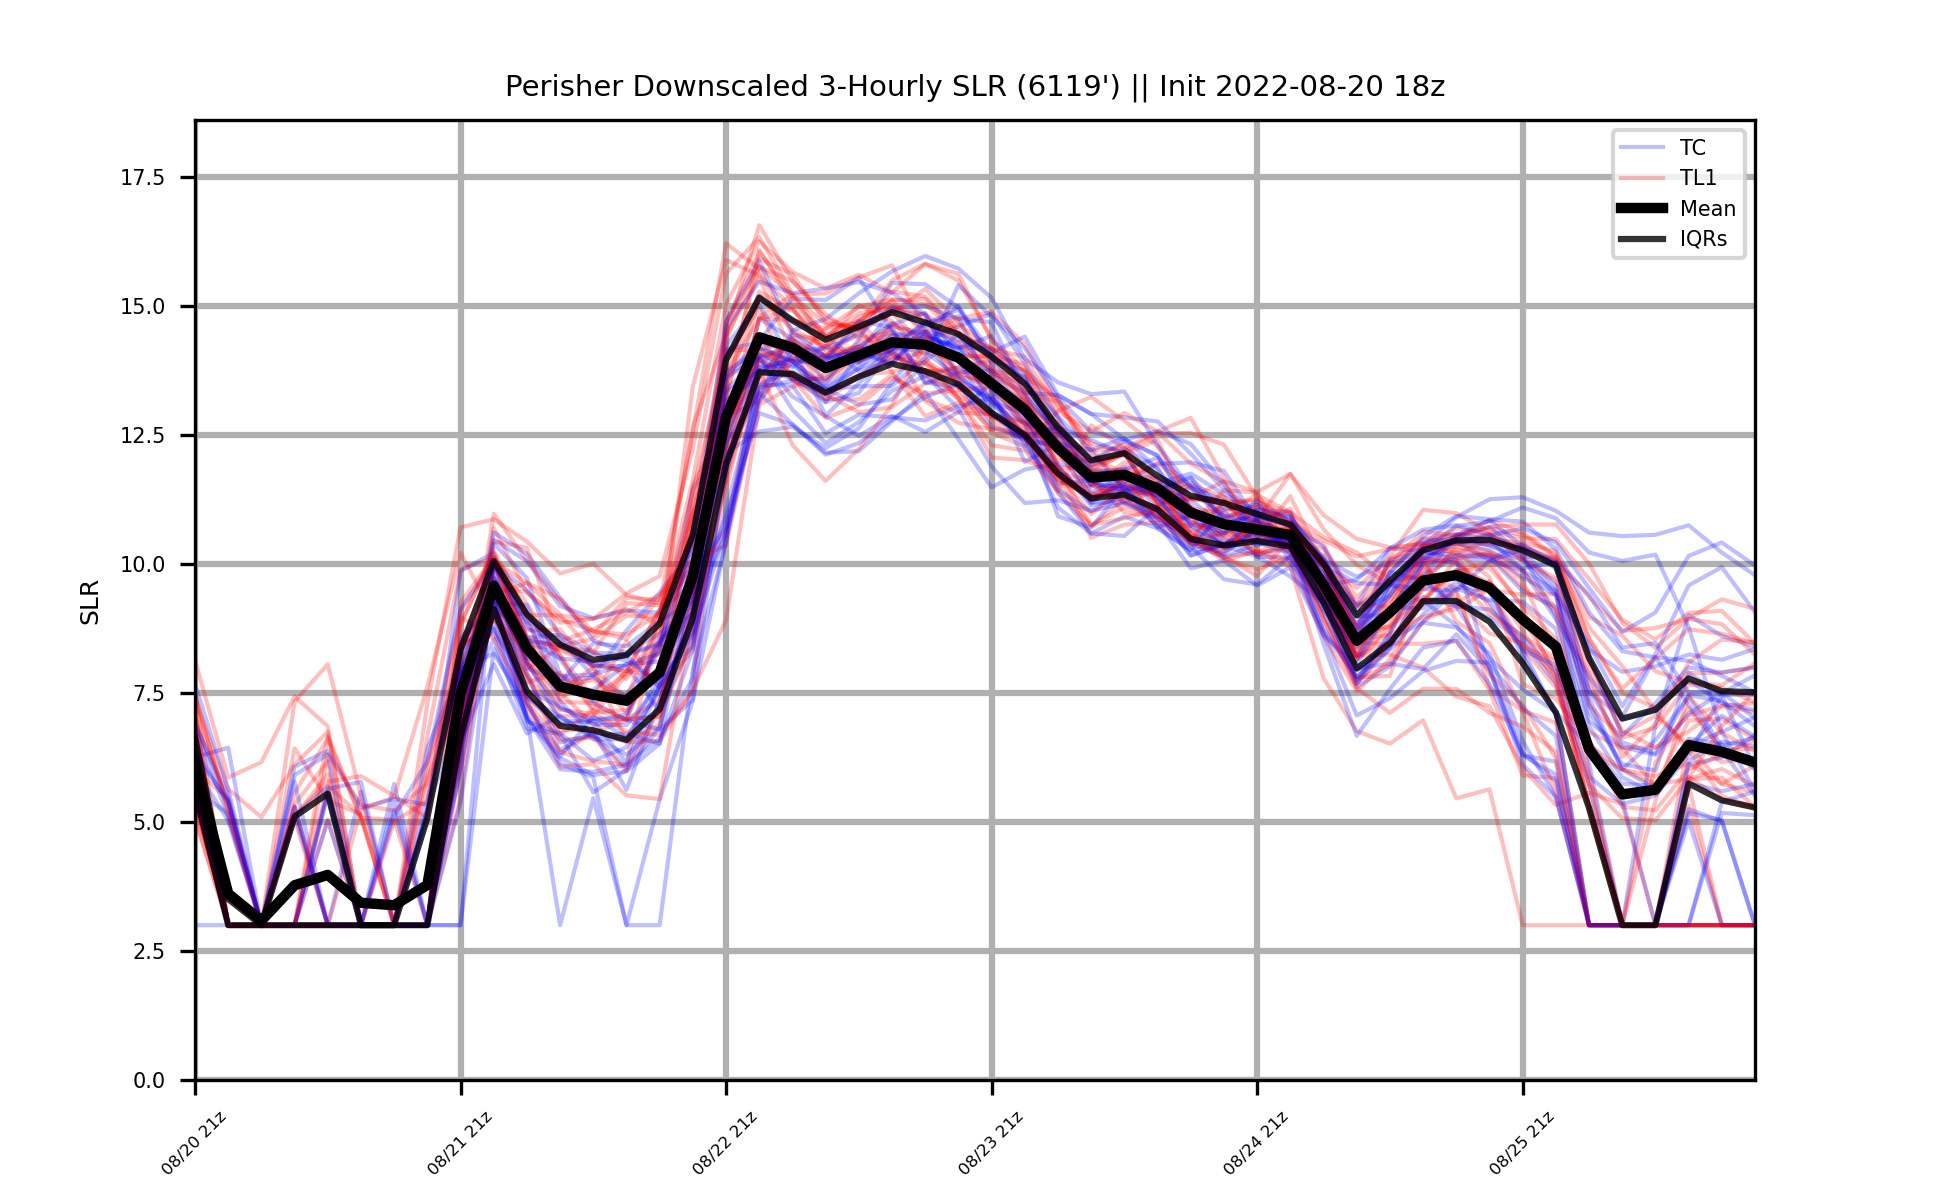 Perisher Downscaled 3-Hourly SLR (6119') || Init 2022-08-20 18z
TC
TL1
Mean
IQRs
SLR
17.5
15.0
12.5
10.0
7.5
5.0
2.5
0.0
08/20 21z
08/21 21z
08/22 21z
08/23 21z
08/24 21z
08/25 21z